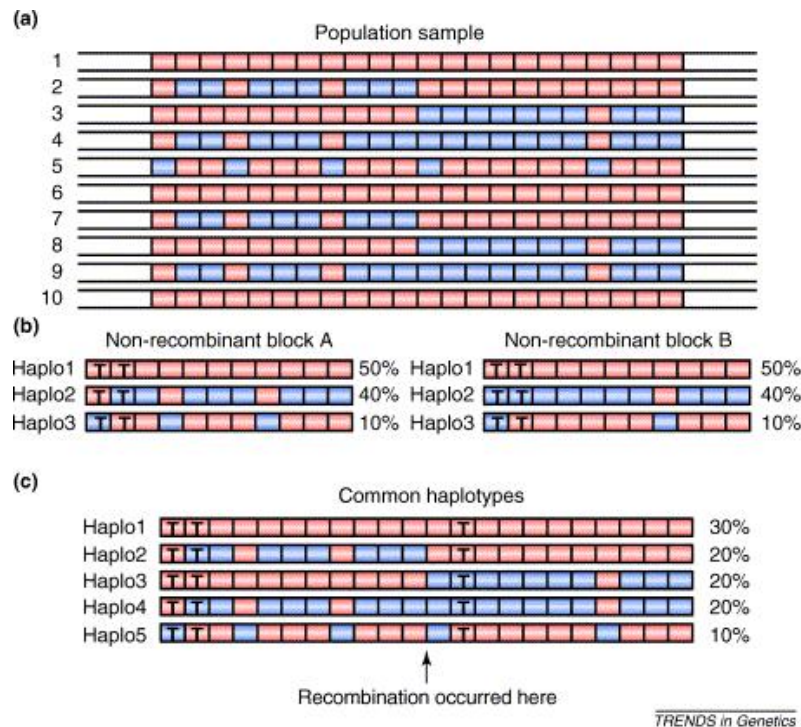 (a)
Population sample
1
2
3
4
5
6
7
8
9
10
(b)
Non-recombinant block A Non-recombinant block B
Haplo1 T T 50% Haplo1 T T 50%
Haplo2 T T 40% Haplo2 T T 40%
Haplo3 T T 10% Haplo3 T T 10%
(c)
Common haplotypes
Haplo1 T T T 30%
Haplo2 T T T 20%
Haplo3 T T T 20%
Haplo4 T T T 20%
Haplo5 T T T 10%
Recombination occurred here
TRENDS in Genetics